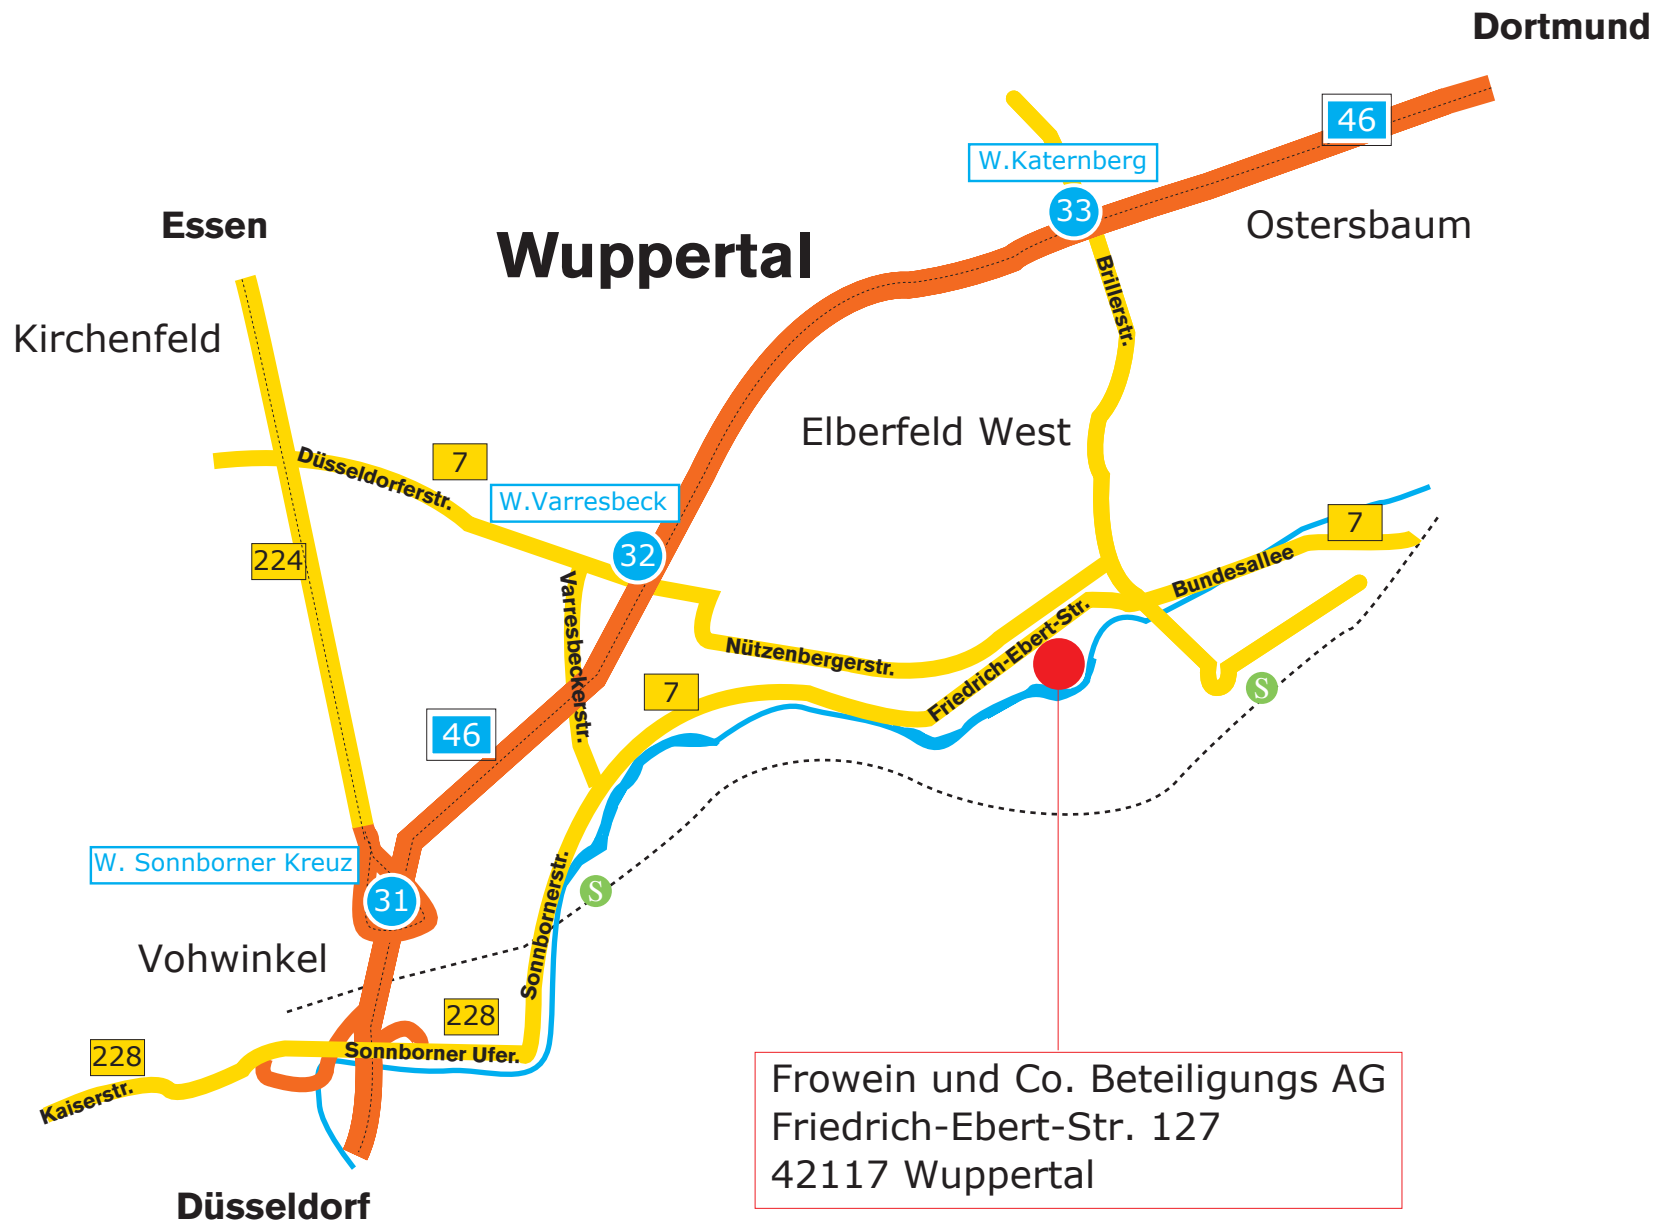 Dortmund
46
W.Katernberg
33
Essen
Ostersbaum
Wuppertal
Brillerstr.
Kirchenfeld
Elberfeld West
Düsseldorferstr.
7
W.Varresbeck
32
7
224
Bundesallee
Varresbeckerstr.
Friedrich-Ebert-Str.
Nützenbergerstr.
7
S
46
W. Sonnborner Kreuz
31
S
Sonnbornerstr.
Vohwinkel
228
228
Sonnborner Ufer.
Kaiserstr.
Frowein und Co. Beteiligungs AG
Friedrich-Ebert-Str. 127
42117 Wuppertal
Düsseldorf